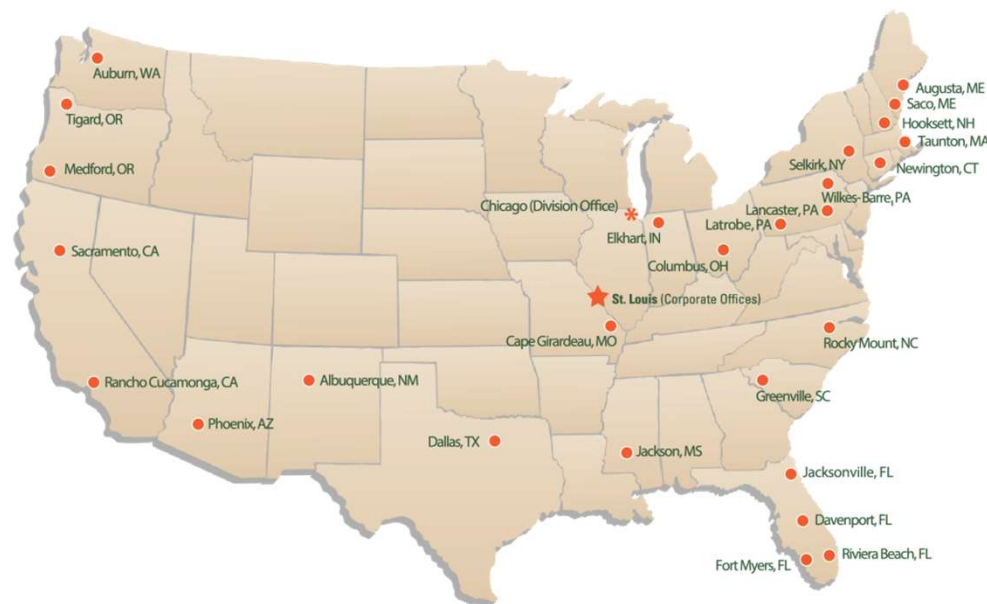 Auburn, WA
Augusta, ME
Saco, ME
Tigard, OR
Hooksett, NH
Taunton, MA
Medford, OR
Selkirk, NY
Newington, CT
Wilkes-Barre, PA
Chicago (Division Office)
Lancaster, PA
Latrobe, PA
Elkhart, IN
Sacramento, CA
Columbus, OH
St. Louis (Corporate Offices)
Cape Girardeau, MO
Rocky Mount, NC
Rancho Cucamonga, CA
Albuquerque, NM
Greenville, SC
Phoenix, AZ
Dallas, TX
Jackson, MS
Jacksonville, FL
Davenport, FL
Riviera Beach, FL
Fort Myers, FL